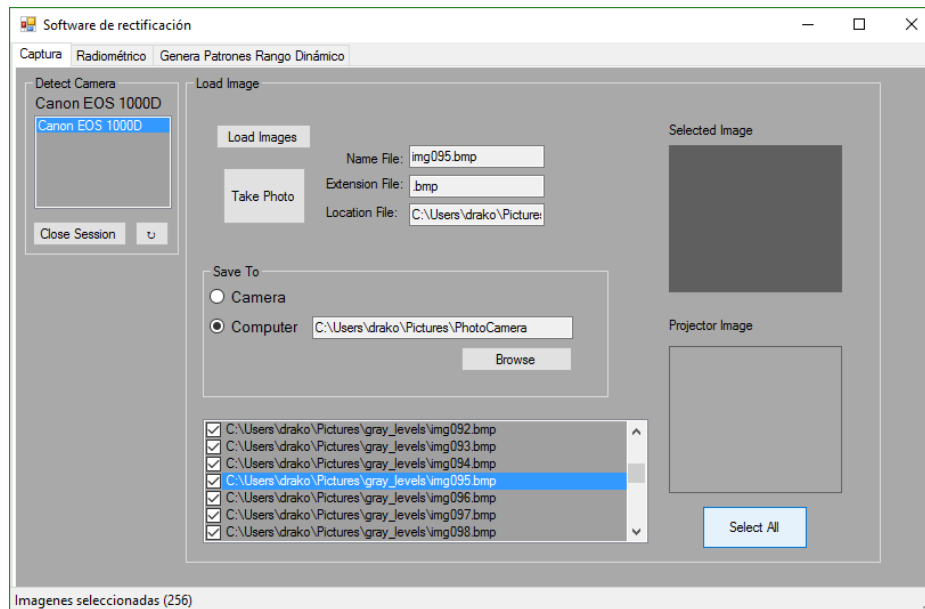 Software de rectificación
Captura Radiométrico Genera Patrones Rango Dinámico
Detect Camera
Canon EOS 1000D
Canon EOS 1000D
Close Session ↻
Load Image
Load Images
Take Photo
Name File: img095.bmp
Extension File: .bmp
Location File: C:\Users\drako\Pictures
Save To
Camera
Computer C:\Users\drako\Pictures\PhotoCamera
Browse
C:\Users\drako\Pictures\gray_levels\img092.bmp
C:\Users\drako\Pictures\gray_levels\img093.bmp
C:\Users\drako\Pictures\gray_levels\img094.bmp
C:\Users\drako\Pictures\gray_levels\img095.bmp
C:\Users\drako\Pictures\gray_levels\img096.bmp
C:\Users\drako\Pictures\gray_levels\img097.bmp
C:\Users\drako\Pictures\gray_levels\img098.bmp
Selected Image
Projector Image
Select All
Imagenes seleccionadas (256)